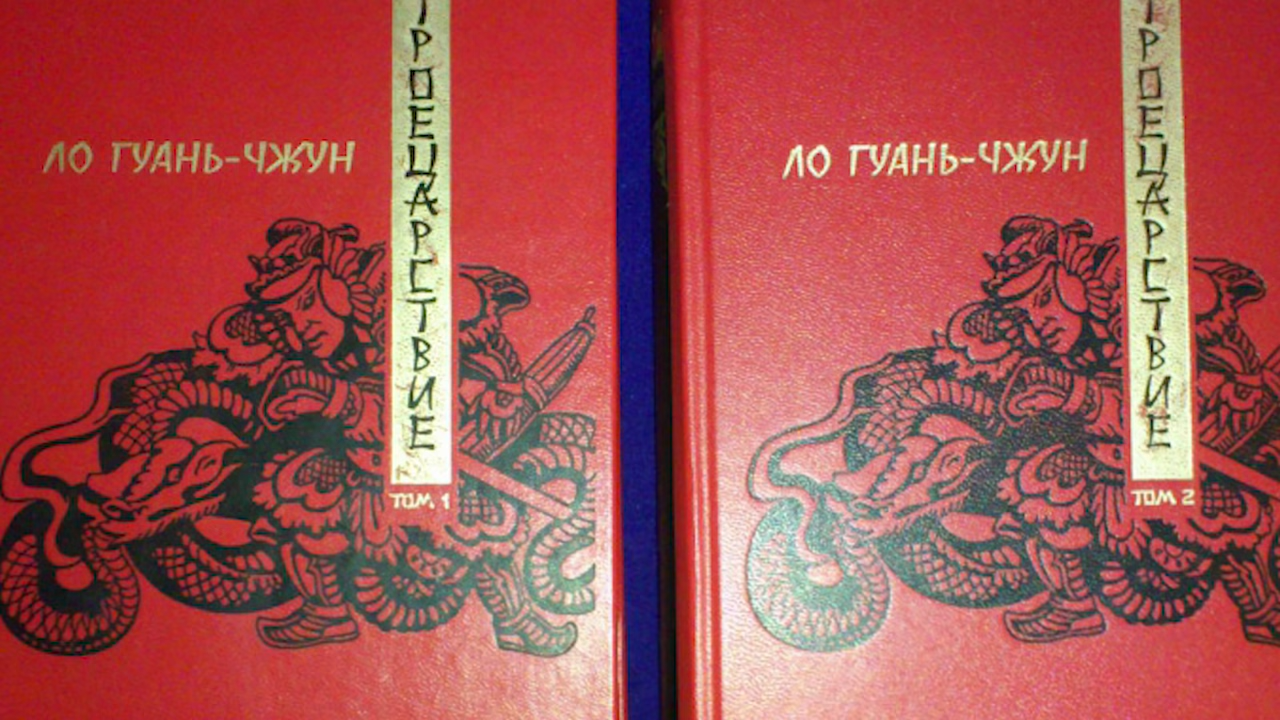 ЛО ГУАНЬ-ЧЖУН
ТРОЕЦАРСТВИЕ
ТОМ. 1
ЛО ГУАНЬ-ЧЖУН
ТРОЕЦАРСТВИЕ
ТОМ 2